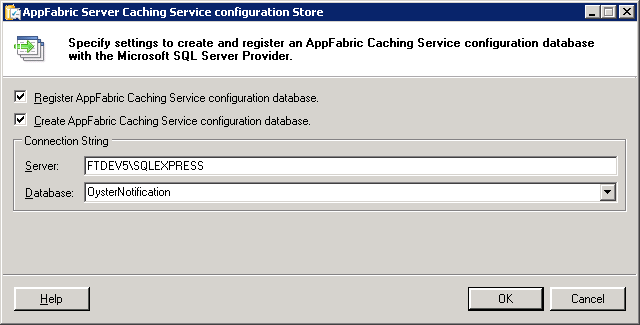 AppFabric Server Caching Service configuration Store
Specify settings to create and register an AppFabric Caching Service configuration database
with the Microsoft SQL Server Provider.
Register AppFabric Caching Service configuration database.
Create AppFabric Caching Service configuration database.
Connection String
Server: FTDEV5\SQLEXPRESS
Database: OysterNotification
Help OK Cancel